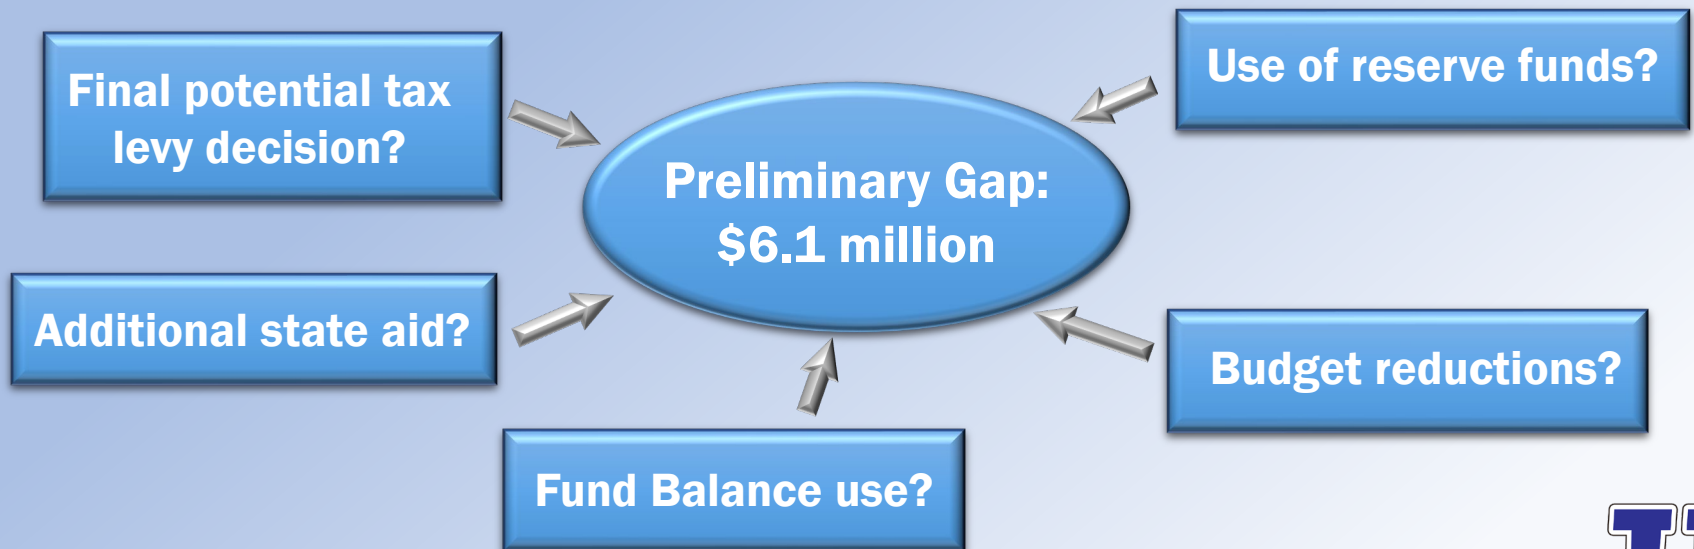 Final potential tax
levy decision?
Use of reserve funds?
Preliminary Gap:
$6.1 million
Additional state aid?
Budget reductions?
Fund Balance use?